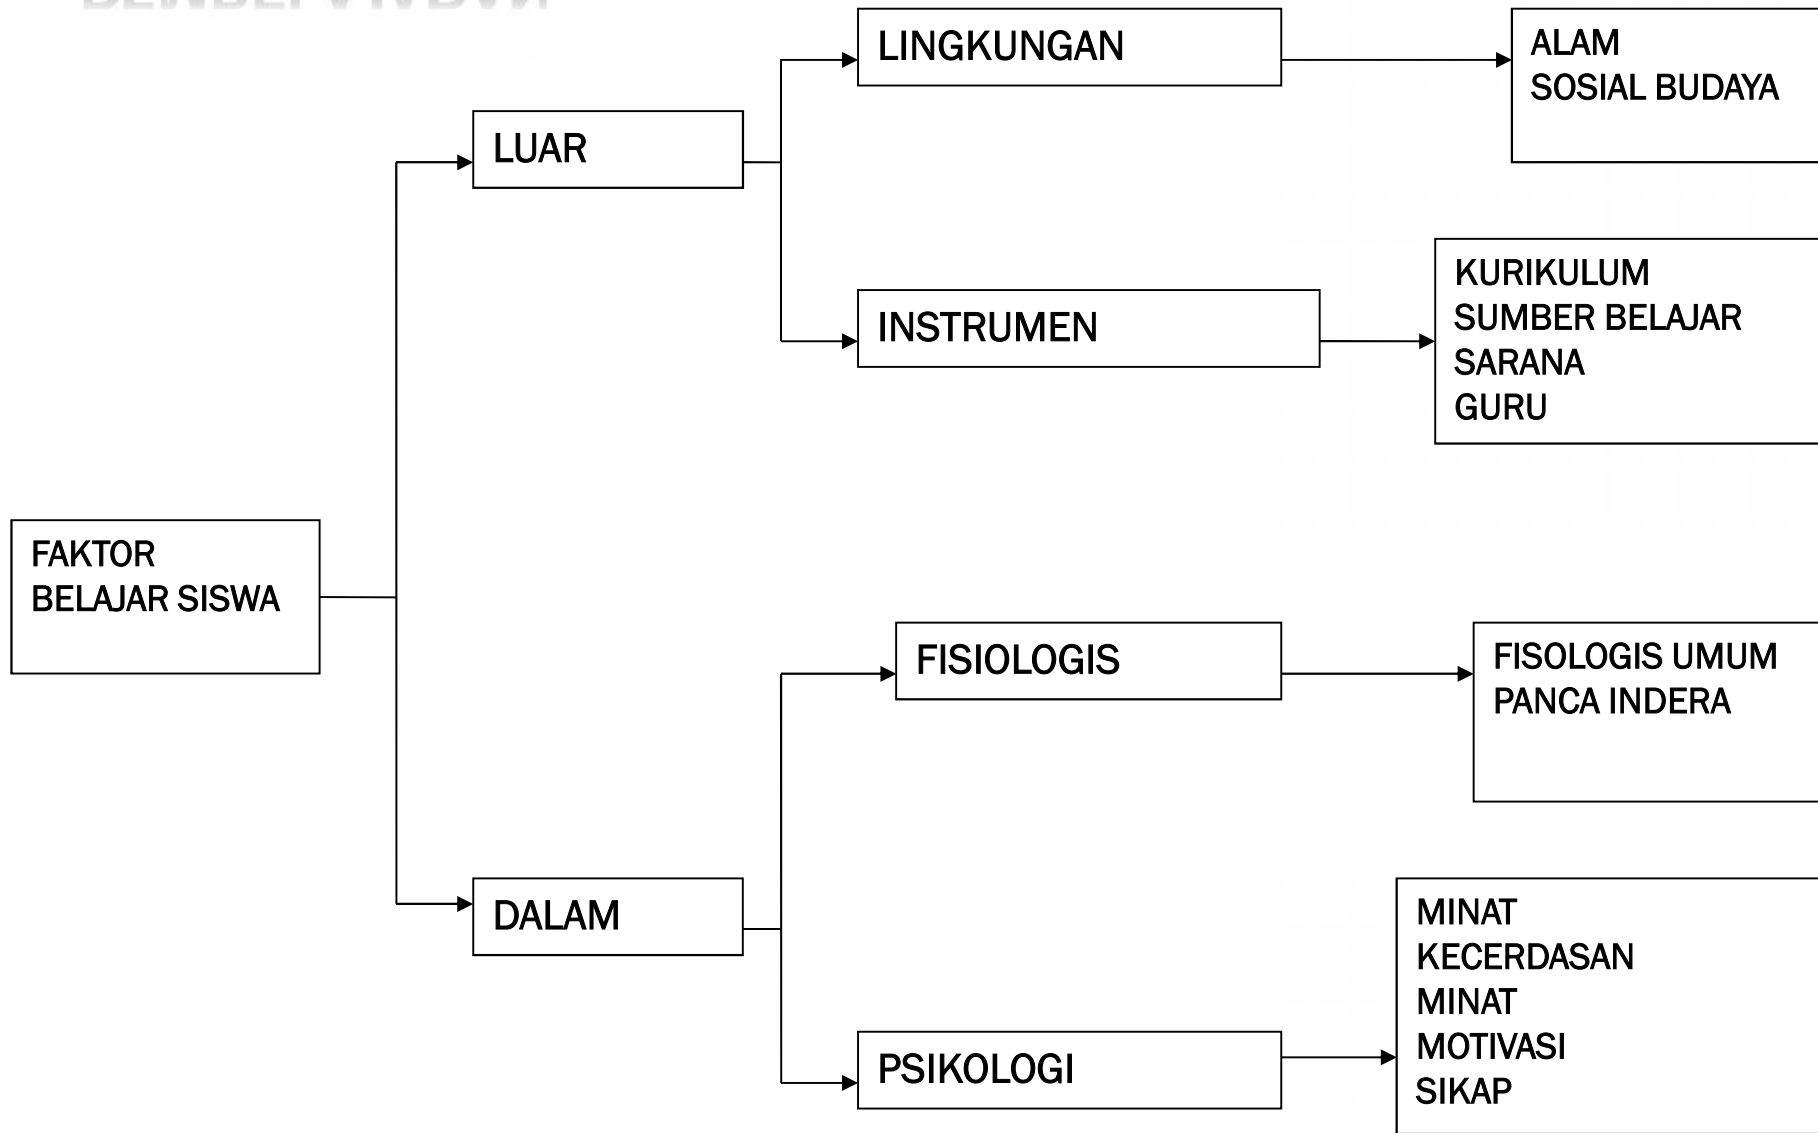 LINGKUNGAN
ALAM
SOSIAL BUDAYA
LUAR
KURIKULUM
SUMBER BELAJAR
SARANA
GURU
INSTRUMEN
FAKTOR
BELAJAR SISWA
FISIOLOGIS
FISOLOGIS UMUM
PANCA INDERA
DALAM
MINAT
KECERDASAN
MINAT
MOTIVASI
SIKAP
PSIKOLOGI